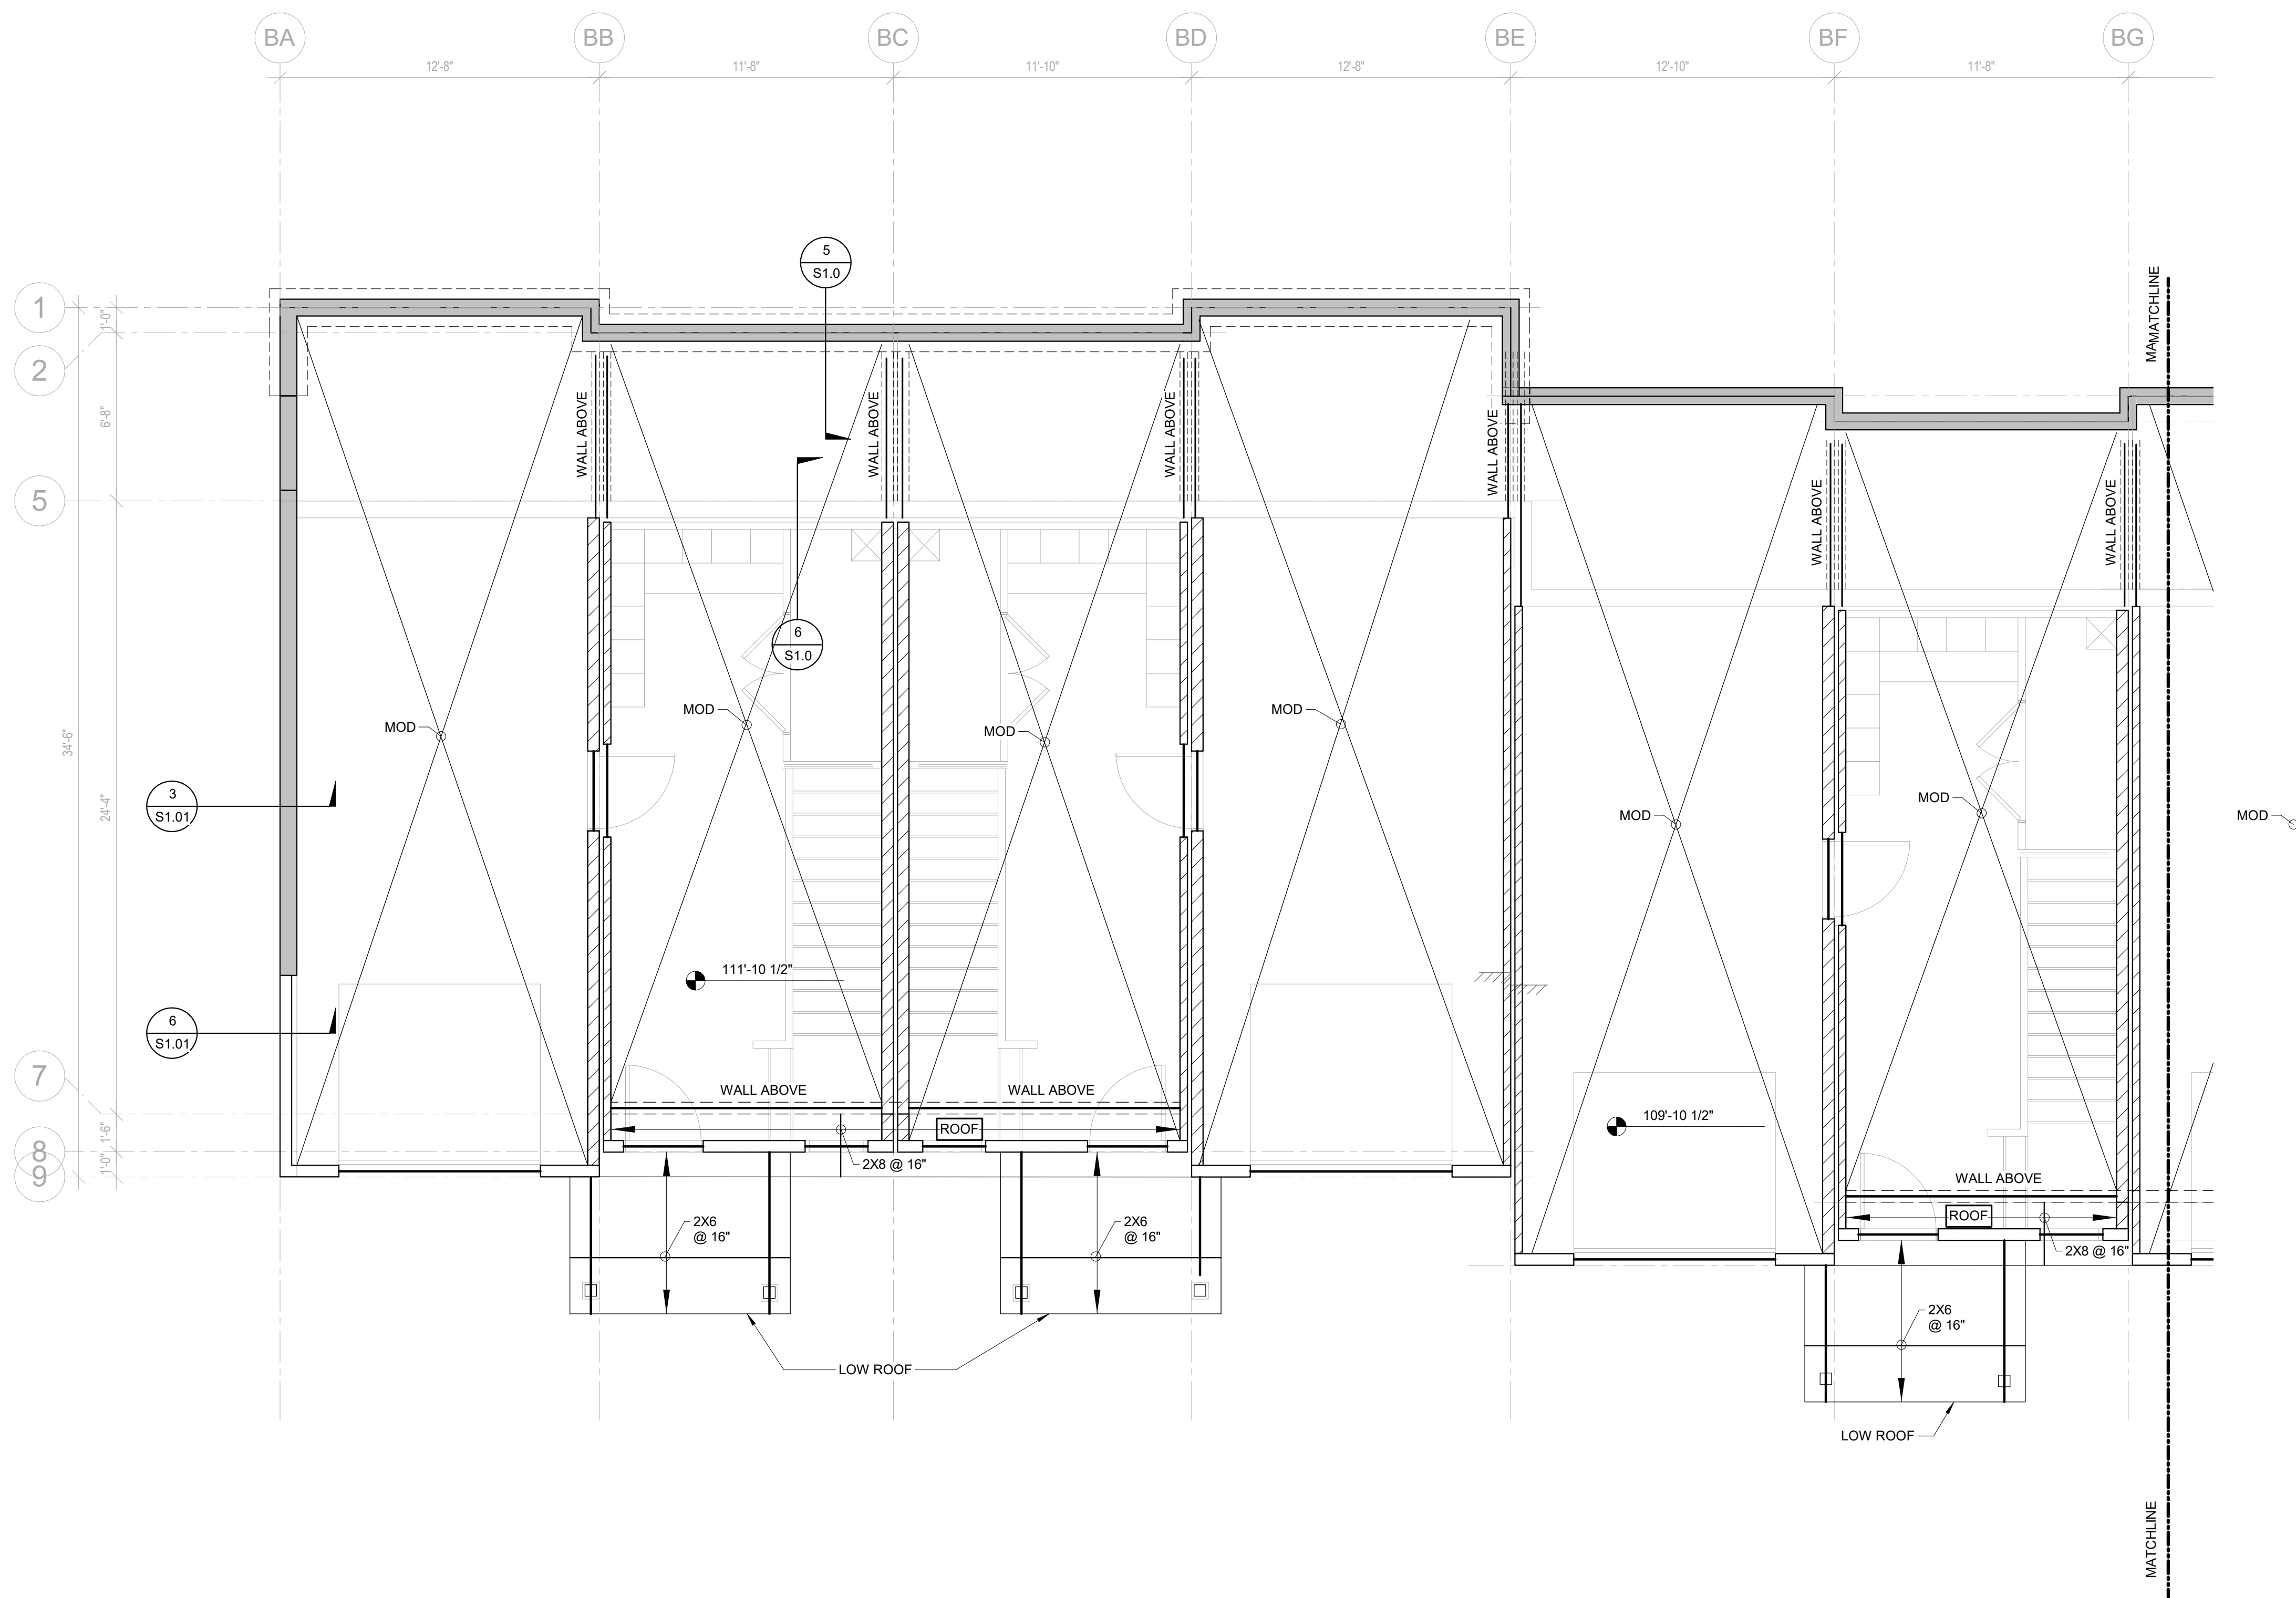 BA
BB
BC
BD
BE
BF
BG
12'-8"
11'-8"
11'-10"
12'-8"
12'-10"
11'-8"
5
S1.0
MATCHLINE
MA
1
1'-0"
2
6'-8"
WALL ABOVE
WALL ABOVE
WALL ABOVE
WALL ABOVE
WALL ABOVE
WALL ABOVE
5
6
S1.0
MOD
MOD
MOD
MOD
MOD
MOD
MOD
34'-6"
24'-4"
3
S1.01
111'-10 1/2"
6
S1.01
7
WALL ABOVE
WALL ABOVE
109'-10 1/2"
1'-6"
ROOF
8
1'-0"
9
2X8 @ 16"
WALL ABOVE
ROOF
2X6
@ 16"
2X6
@ 16"
2X8 @ 16"
2X6
@ 16"
LOW ROOF
LOW ROOF
MATCHLINE